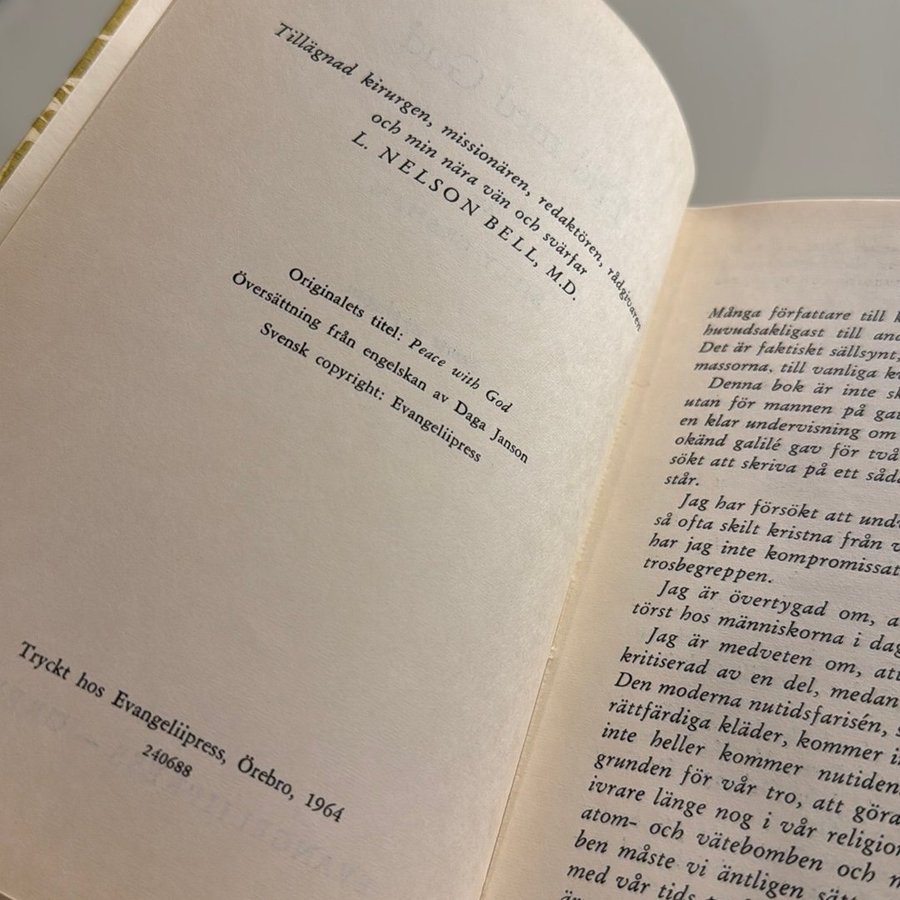 Tillägnad kirurgen, missionären, redaktören, rådgivaren
och min nära vän och svärfar
L. NELSON BELL, M.D.
Originalets titel: Peace with God
Översättning från engelskan av Daga Janson
Svensk copyright: Evangeliipress
Tryckt hos Evangeliipress, Örebro, 1964
240688
Många författare till
huvudsakligast till
Det är faktiskt sällsynt,
massorna, till vanliga
Denna bok är inte
utan för mannen på
en klar undervisning om
okänd galilé gav för två
sökt att skriva på ett
står.
Jag har försökt att
så ofta skilt kristna från
har jag inte
trosbegreppen.
Jag är övertygad om,
törst hos människorna i
Jag är medveten om,
kritiserad av en del, medan
Den moderna nutidsfarisén,
rättfärdiga kläder, kommer
inte heller kommer
grunden för vår tro, att göra
ivrare länge nog i vår
atom- och vätebomben och
ben måste vi äntligen
med vår tids